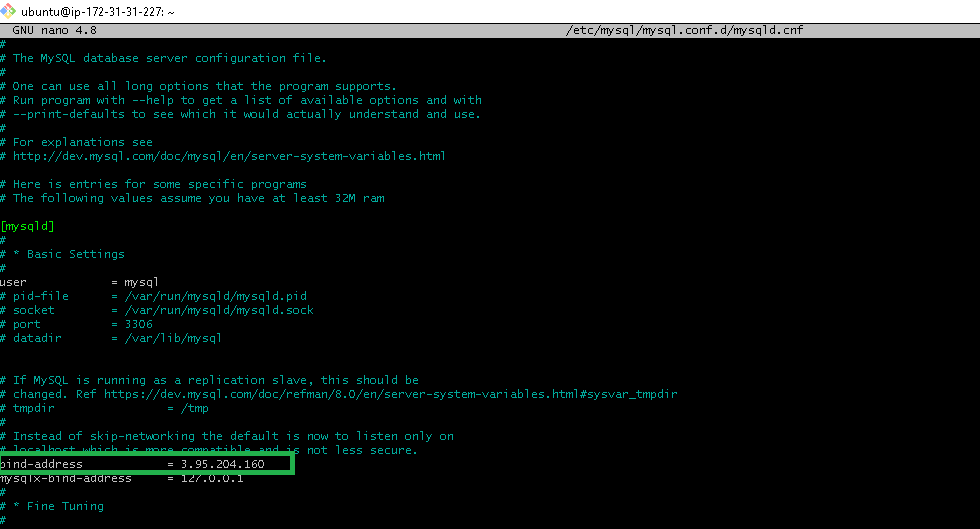 ubuntu@ip-172-31-31-227: ~
GNU nano 4.8 /etc/mysql/mysql.conf.d/mysqld.cnf
#
# The MySQL database server configuration file.
#
# One can use all long options that the program supports.
# Run program with --help to get a list of available options and with
# --print-defaults to see which it would actually understand and use.
#
# For explanations see
# http://dev.mysql.com/doc/mysql/en/server-system-variables.html

# Here is entries for some specific programs
# The following values assume you have at least 32M ram

[mysqld]
#
# * Basic Settings
#
user = mysql
# pid-file = /var/run/mysqld/mysqld.pid
# socket = /var/run/mysqld/mysqld.sock
# port = 3306
# datadir = /var/lib/mysql

# If MySQL is running as a replication slave, this should be
# changed. Ref https://dev.mysql.com/doc/refman/8.0/en/server-system-variables.html#sysvar_tmpdir
# tmpdir = /tmp
#
# Instead of skip-networking the default is now to listen only on
# localhost which is more compatible and is not less secure.
bind-address = 3.95.204.160
mysqlx-bind-address = 127.0.0.1
#
# * Fine Tuning
#